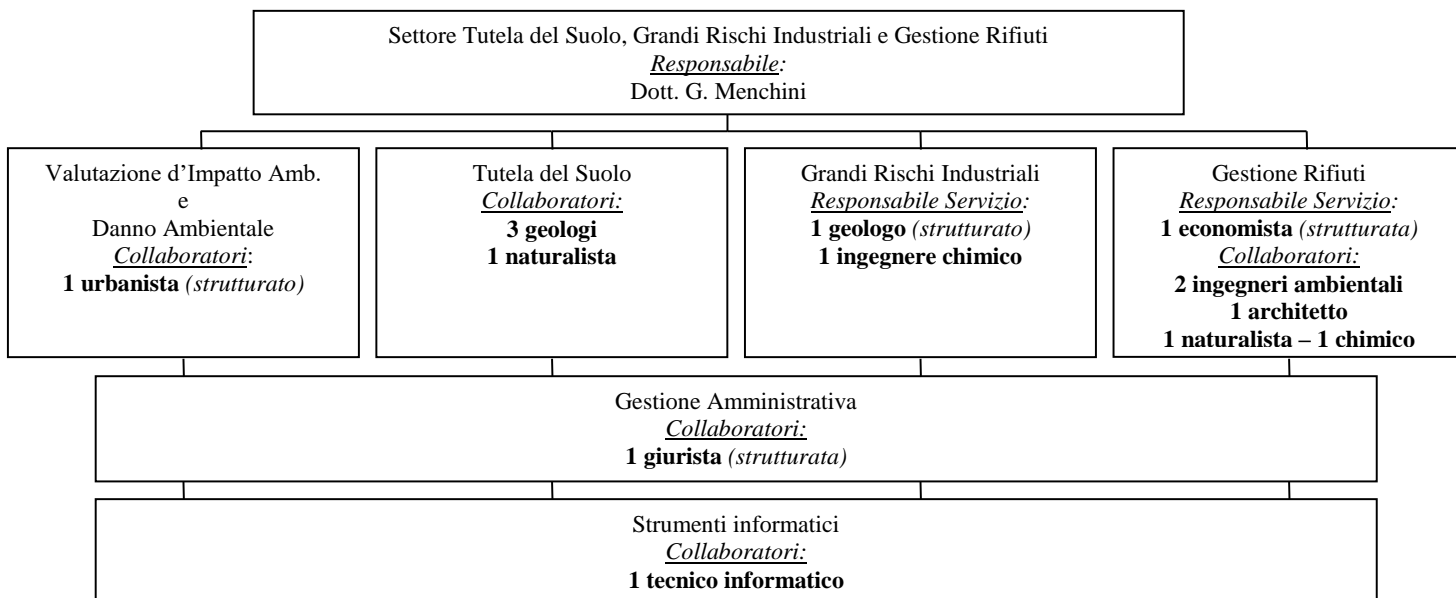 Settore Tutela del Suolo, Grandi Rischi Industriali e Gestione Rifiuti
Responsabile:
Dott. G. Menchini
Valutazione d’Impatto Amb.
e
Danno Ambientale
Collaboratori:
1 urbanista (strutturato)
Tutela del Suolo
Collaboratori:
3 geologi
1 naturalista
Grandi Rischi Industriali
Responsabile Servizio:
1 geologo (strutturato)
1 ingegnere chimico
Gestione Rifiuti
Responsabile Servizio:
1 economista (strutturata)
Collaboratori:
2 ingegneri ambientali
1 architetto
1 naturalista – 1 chimico
Gestione Amministrativa
Collaboratori:
1 giurista (strutturata)
Strumenti informatici
Collaboratori:
1 tecnico informatico